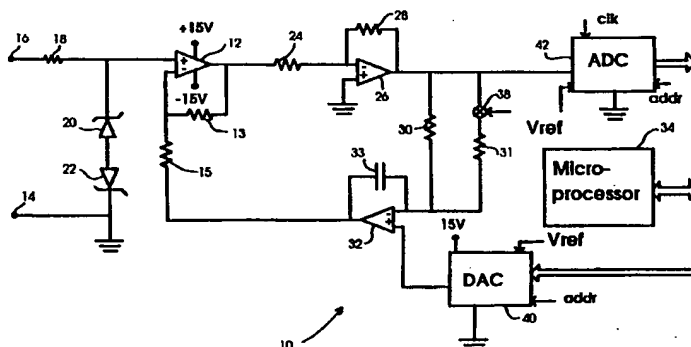 clk
42
16
18
+15V
12
24
28
ADC
26
38
addr
-15V
Vref
20
13
30
34
31
Micro-
processor
22
15
33
15V
Vref
14
32
DAC
addr
40
10